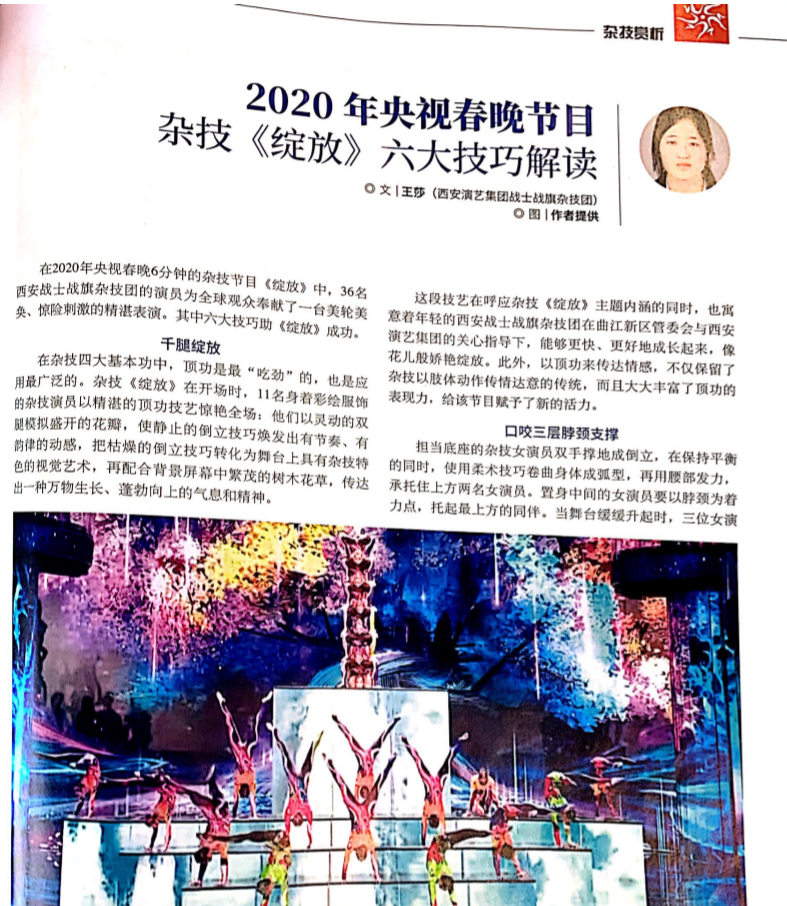 杂技赏析
2020 年央视春晚节目
杂技《绽放》六大技巧解读
◎ 文 | 王莎（西安演艺集团战士战旗杂技团）
◎ 图 | 作者提供
在2020年央视春晚6分钟的杂技节目《绽放》中，36名
西安战士战旗杂技团的演员为全球观众奉献了一台美轮美
奂、惊险刺激的精湛表演。其中六大技巧助《绽放》成功。
千腿绽放
在杂技四大基本功中，顶功是最“吃劲”的，也是应
用最广泛的。杂技《绽放》在开场时，11名身着彩绘服饰
的杂技演员以精湛的顶功技艺惊艳全场：他们以灵动的双
腿模拟盛开的花瓣，使静止的倒立技巧焕发出有节奏、有
韵律的动感，把枯燥的倒立技巧转化为舞台上具有杂技特
色的视觉艺术，再配合背景屏幕中繁茂的树木花草，传达
出一种万物生长、蓬勃向上的气息和精神。
这段技艺在呼应杂技《绽放》主题内涵的同时，也寓
意着年轻的西安战士战旗杂技团在曲江新区管委会与西安
演艺集团的关心指导下，能够更快、更好地成长起来，像
花儿般娇艳绽放。此外，以顶功来传达情感，不仅保留了
杂技以肢体动作传情达意的传统，而且大大丰富了顶功的
表现力，给该节目赋予了新的活力。
口咬三层脖颈支撑
担当底座的杂技女演员双手撑地成倒立，在保持平衡
的同时，使用柔术技巧卷曲身体成弧型，再用腰部发力，
承托住上方两名女演员。置身中间的女演员要以脖颈为着
力点，托起最上方的同伴。当舞台缓缓升起时，三位女演